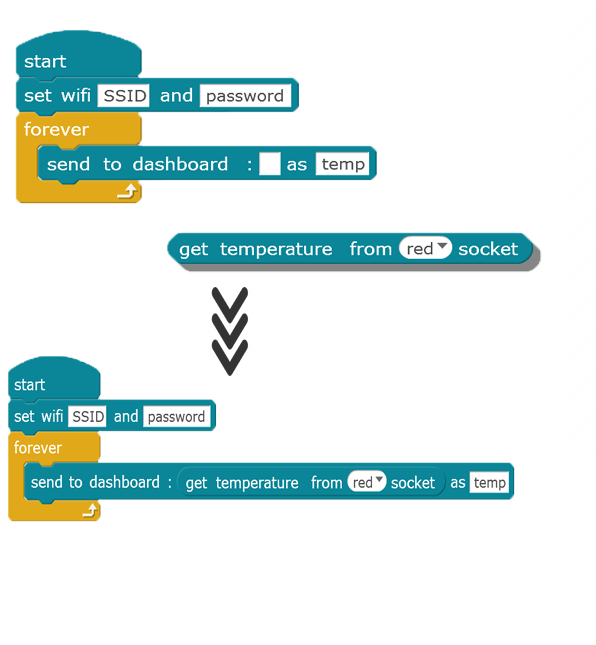 start
set wifi SSID and password
forever
send to dashboard : as temp
get temperature from red socket
start
set wifi SSID and password
forever
send to dashboard : get temperature from red socket as temp